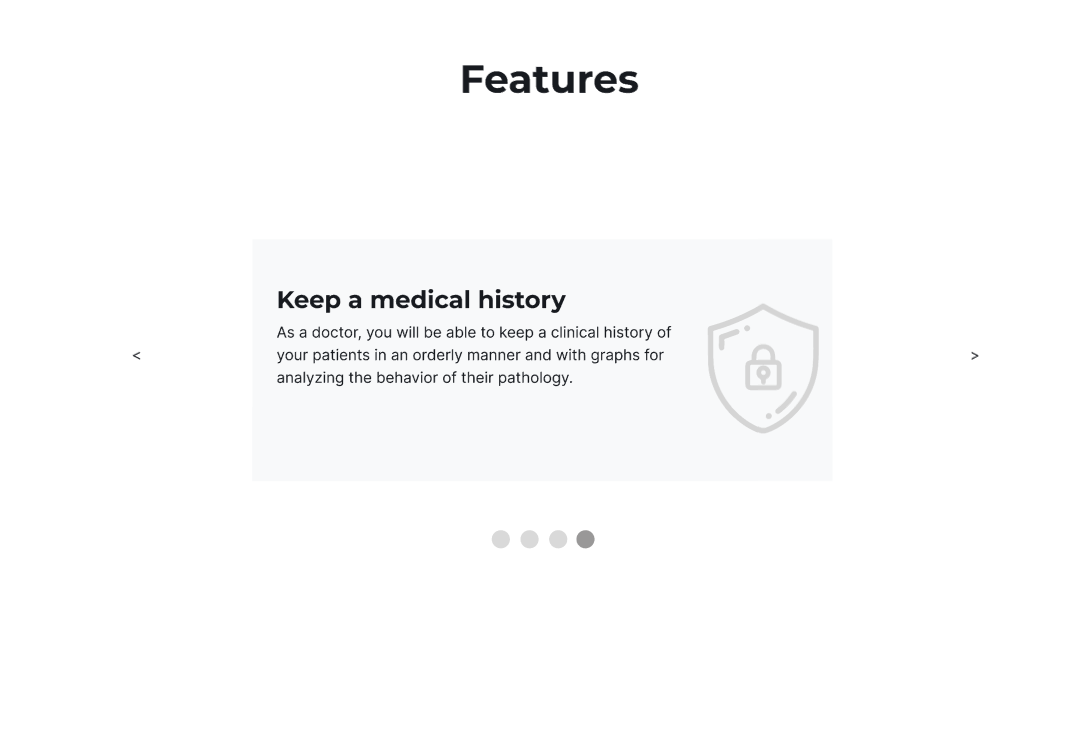 Features
Keep a medical history
As a doctor, you will be able to keep a clinical history of
your patients in an orderly manner and with graphs for
analyzing the behavior of their pathology.
<
>